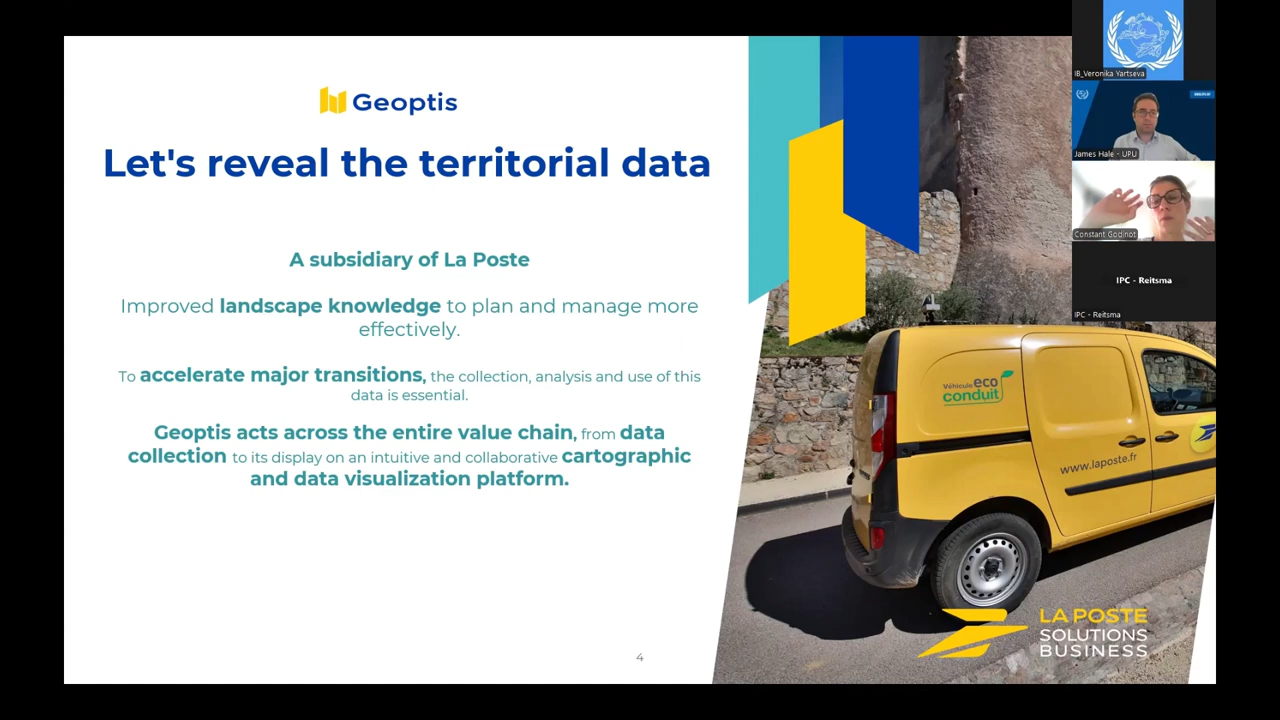 Geoptis
Let's reveal the territorial data
A subsidiary of La Poste
Improved landscape knowledge to plan and manage more
effectively.
To accelerate major transitions, the collection, analysis and use of this
data is essential.
Geoptis acts across the entire value chain, from data
collection to its display on an intuitive and collaborative cartographic
and data visualization platform.
4
Véhicule eco
conduit
www.laposte.fr
LA POSTE
SOLUTIONS
BUSINESS
IB_Veronika Yartseva
James Hale - UPU
Constant Godinot
IPC - Reitsma
IPC - Reitsma